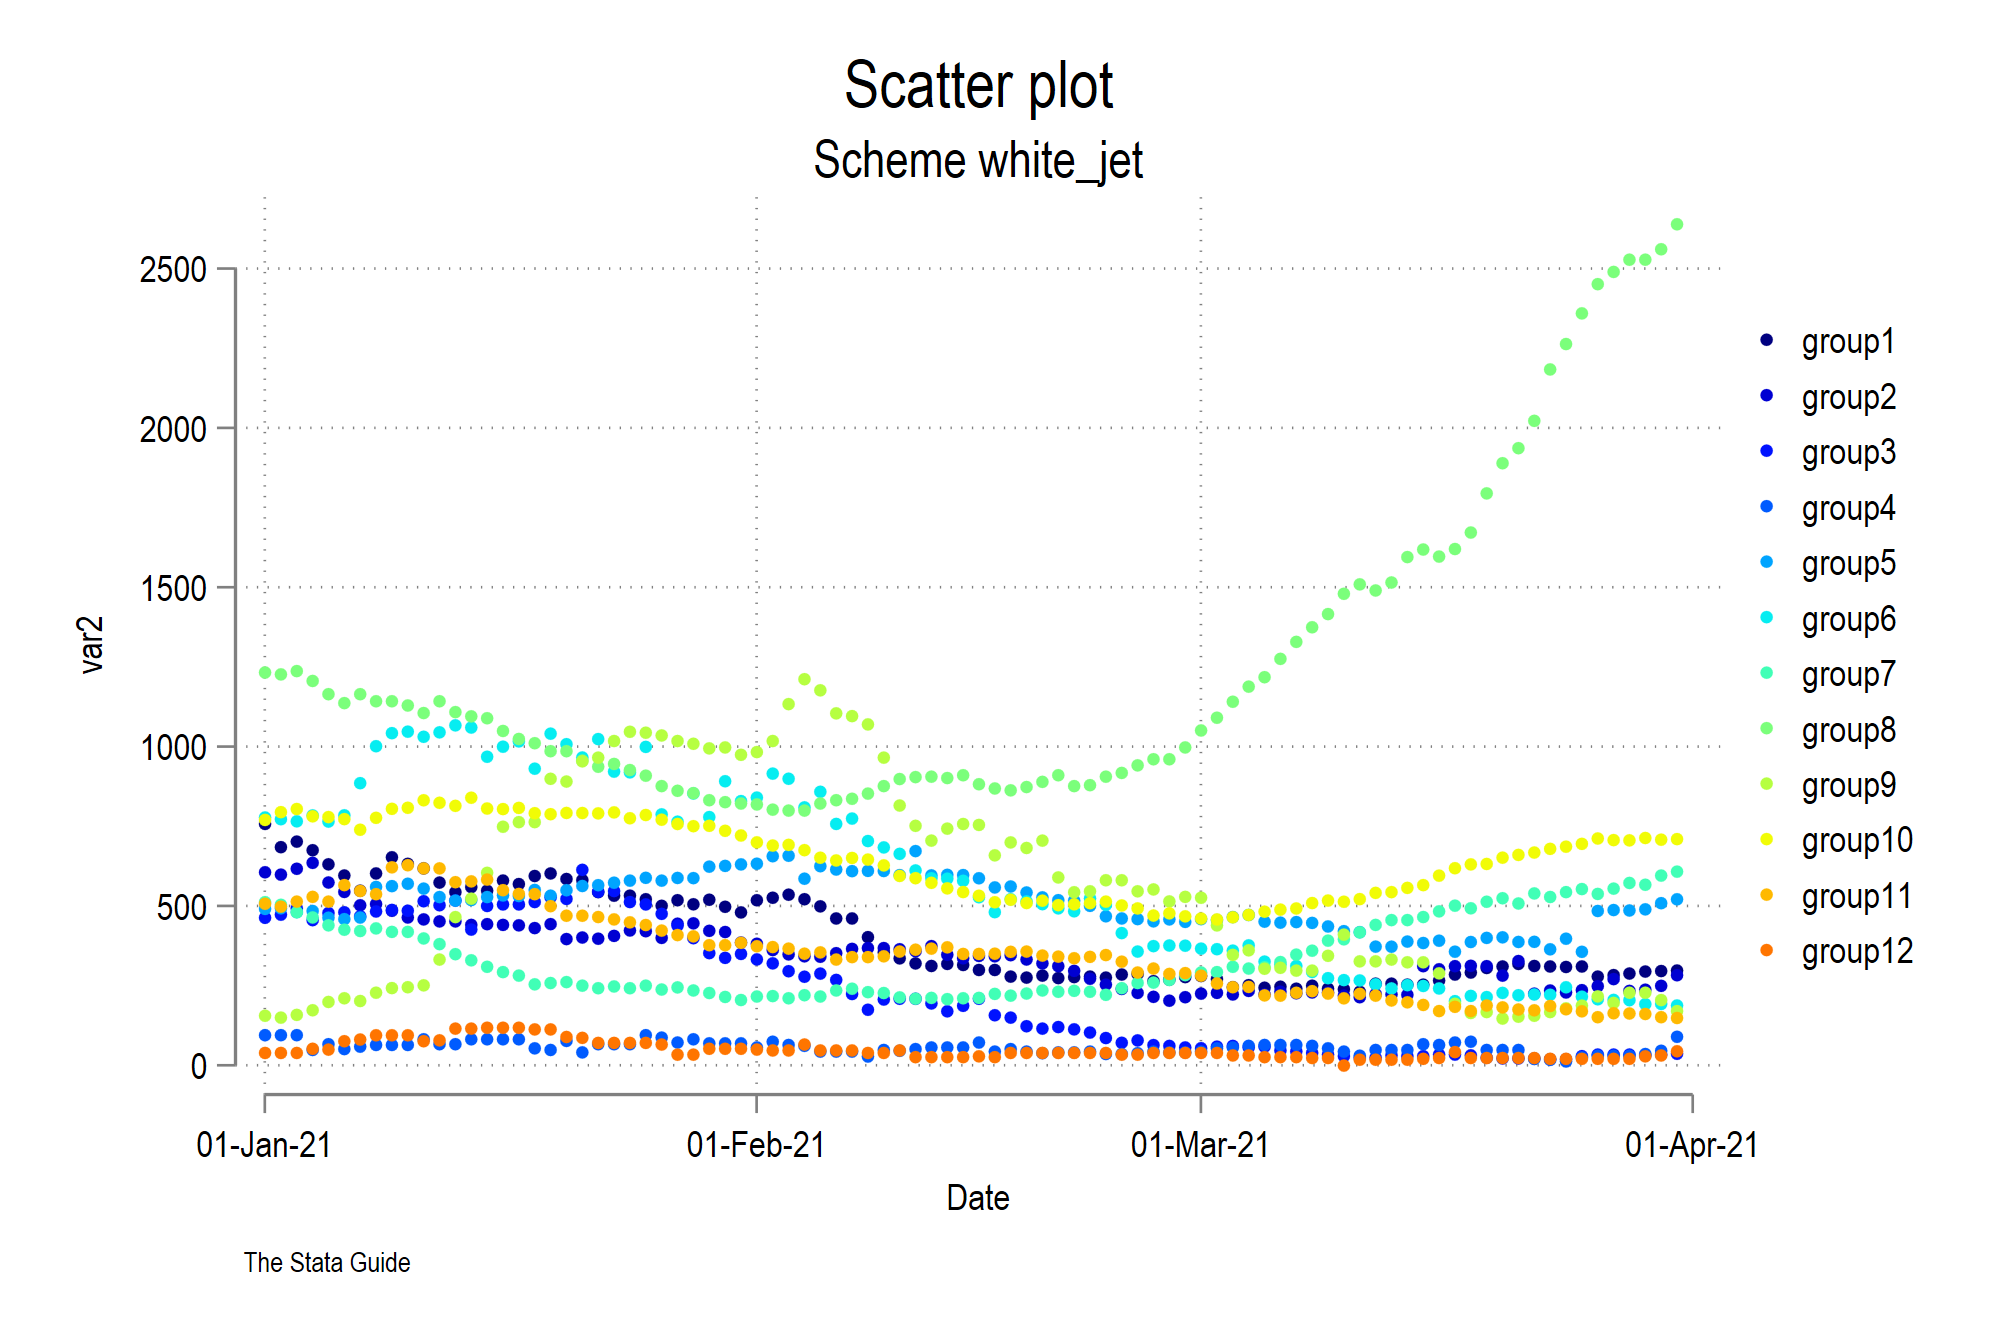 Scatter plot
Scheme white_jet
2500
2000
1500
1000
500
0
var2
01-Jan-21
01-Feb-21
01-Mar-21
01-Apr-21
Date
group1
group2
group3
group4
group5
group6
group7
group8
group9
group10
group11
group12
The Stata Guide